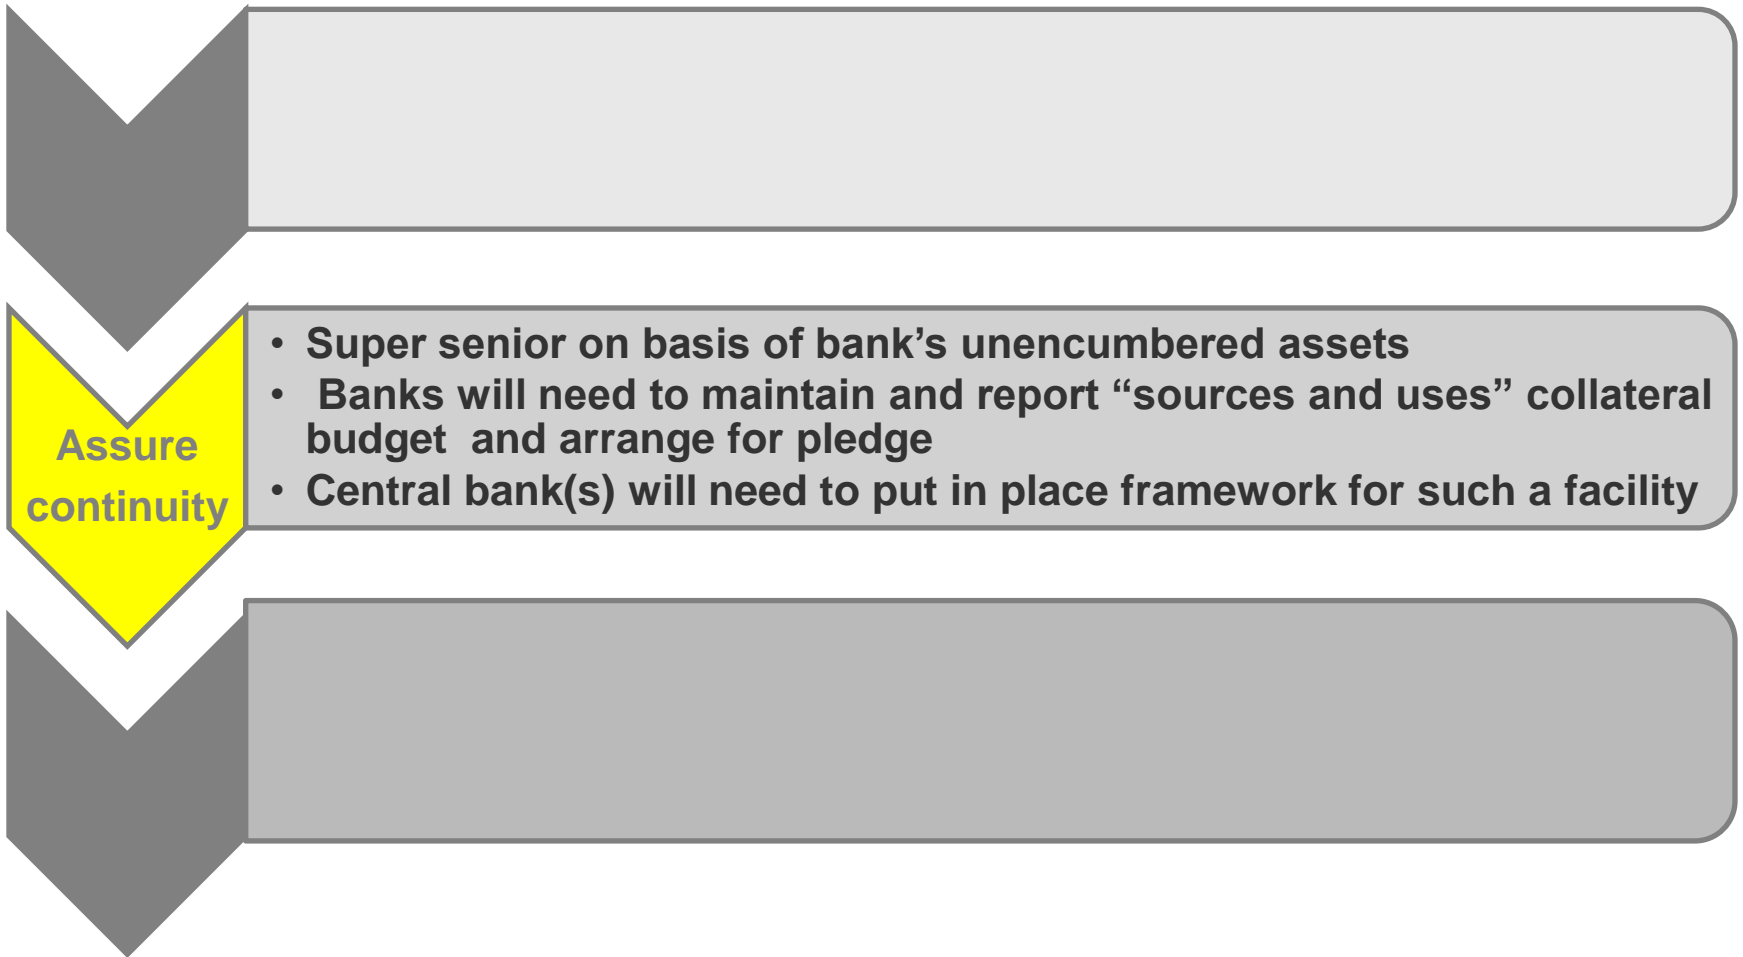 Assure
continuity
• Super senior on basis of bank’s unencumbered assets
• Banks will need to maintain and report “sources and uses” collateral
budget and arrange for pledge
• Central bank(s) will need to put in place framework for such a facility